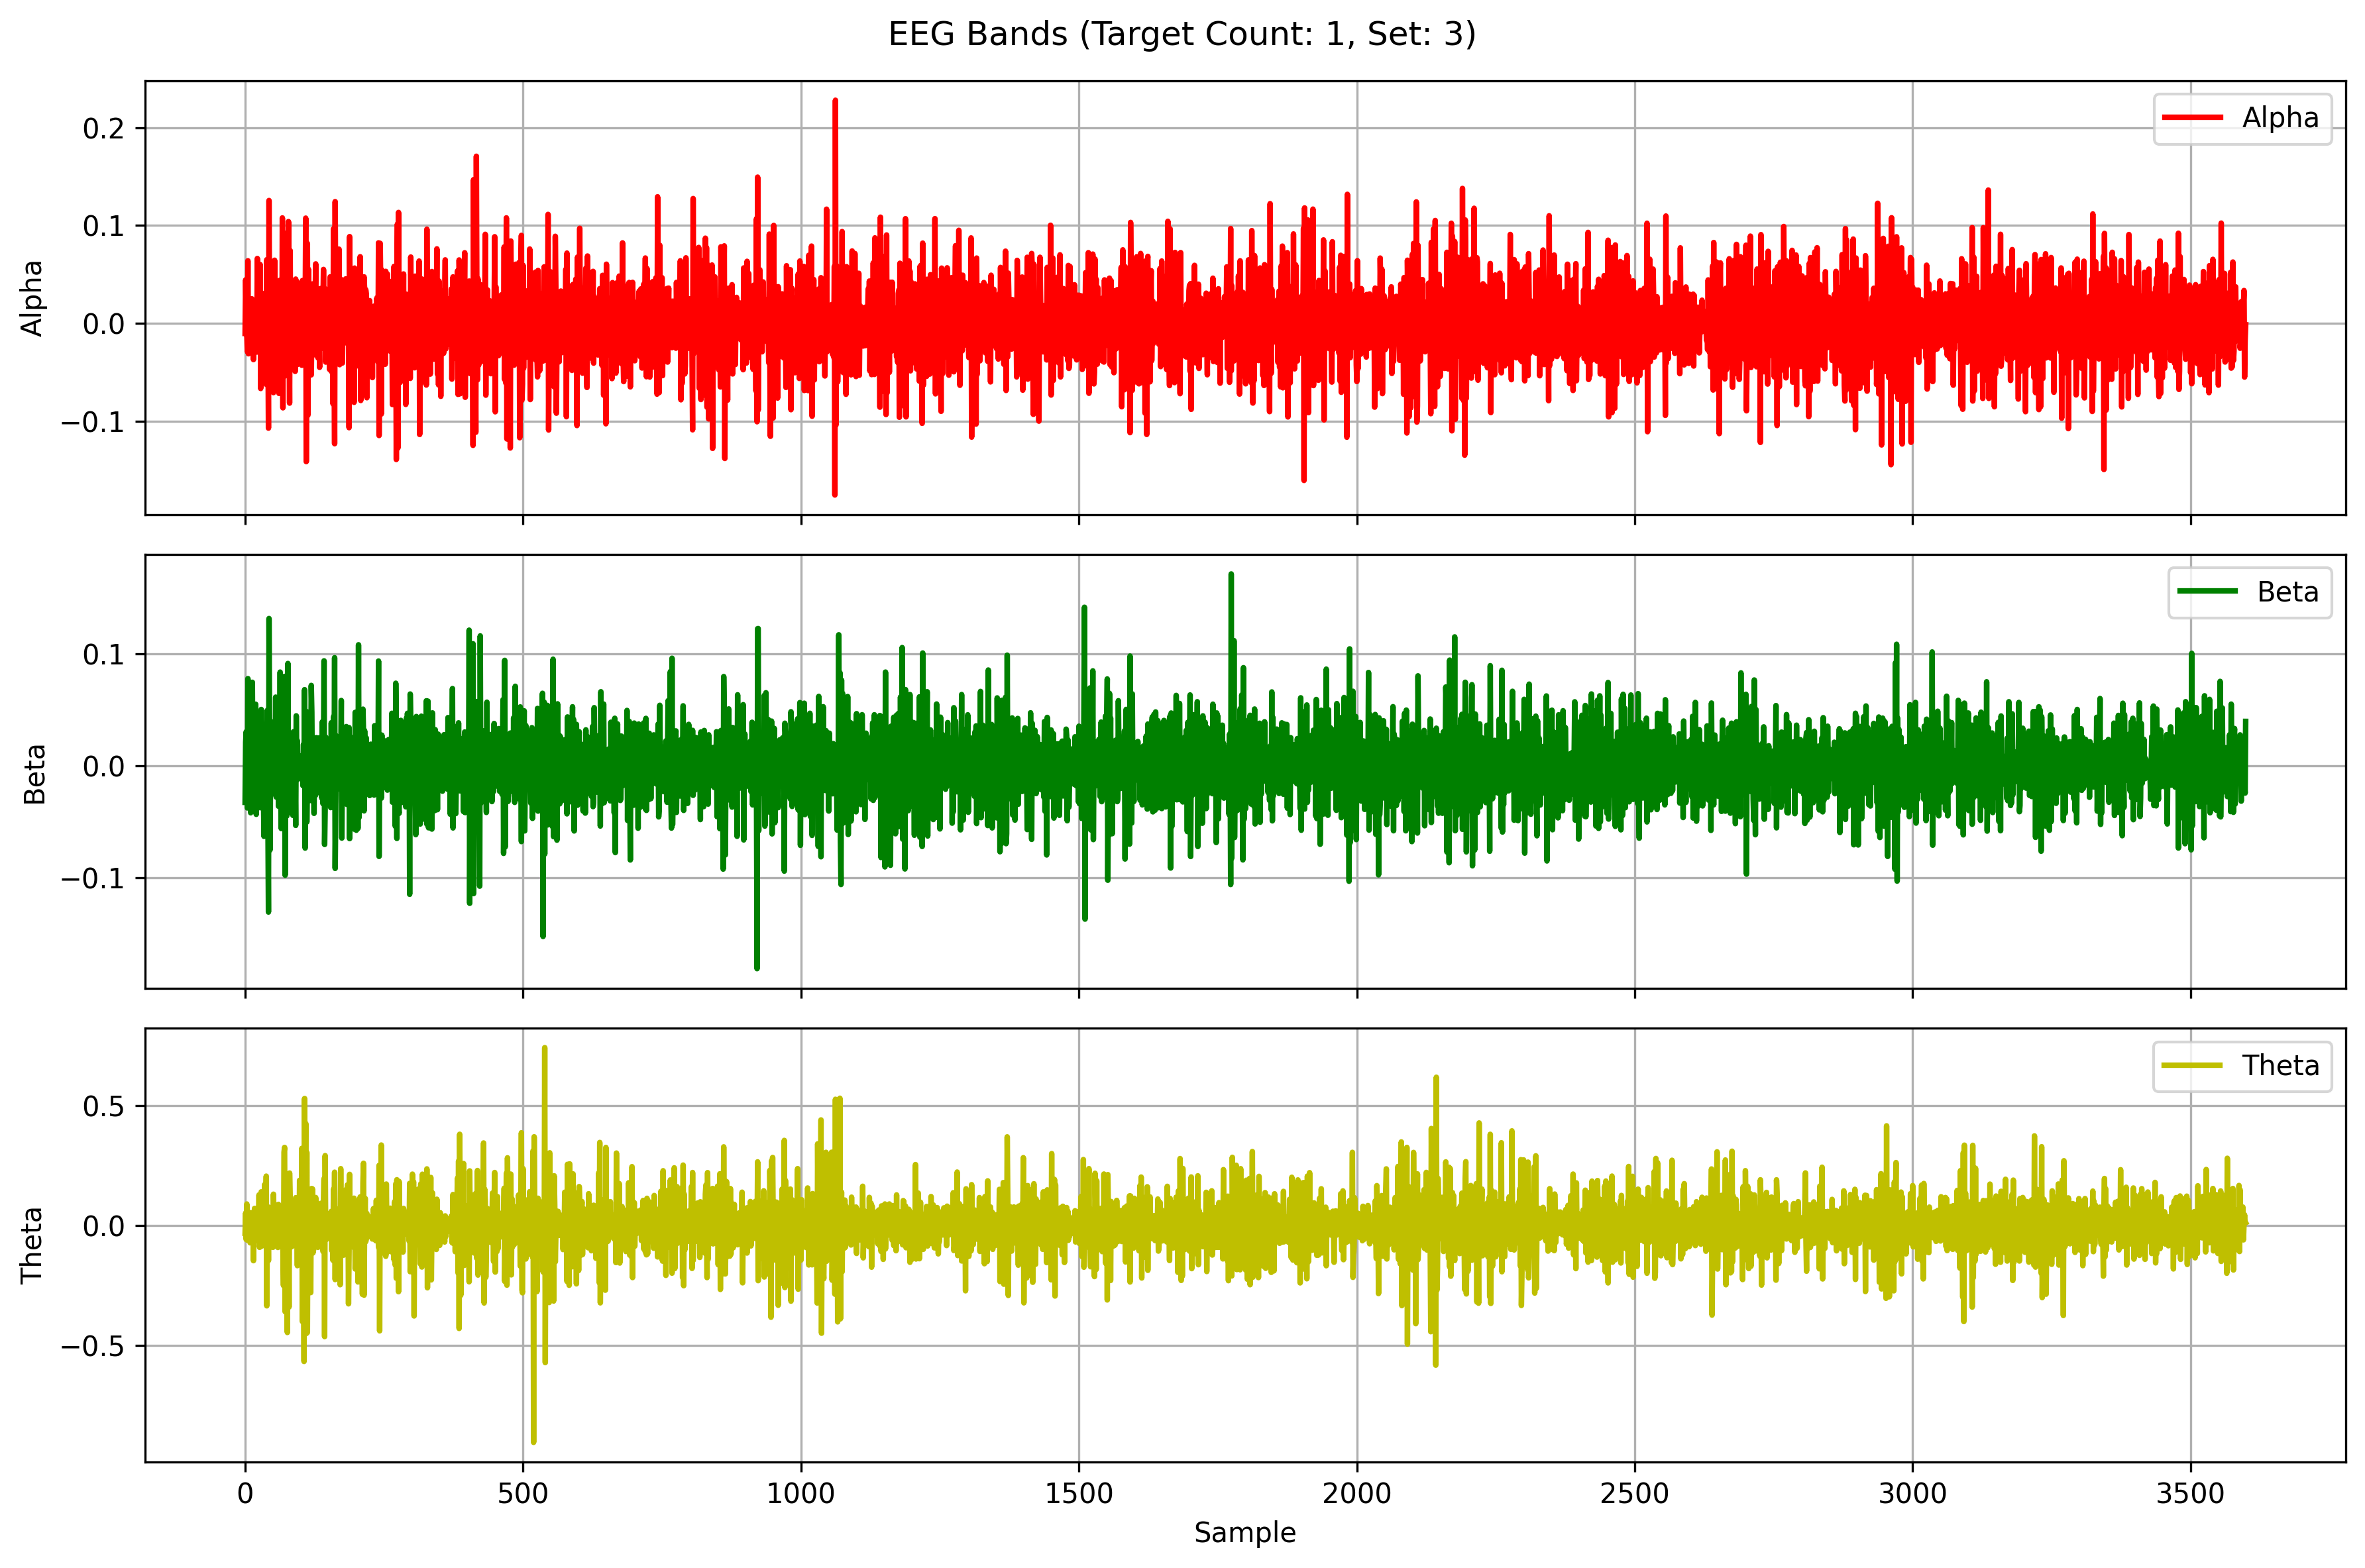 EEG Bands (Target Count: 1, Set: 3)
Alpha
0.2
0.1
0.0
−0.1
Alpha
Beta
0.1
0.0
−0.1
Beta
Theta
0.5
0.0
−0.5
Theta
0 500 1000 1500 2000 2500 3000 3500
Sample